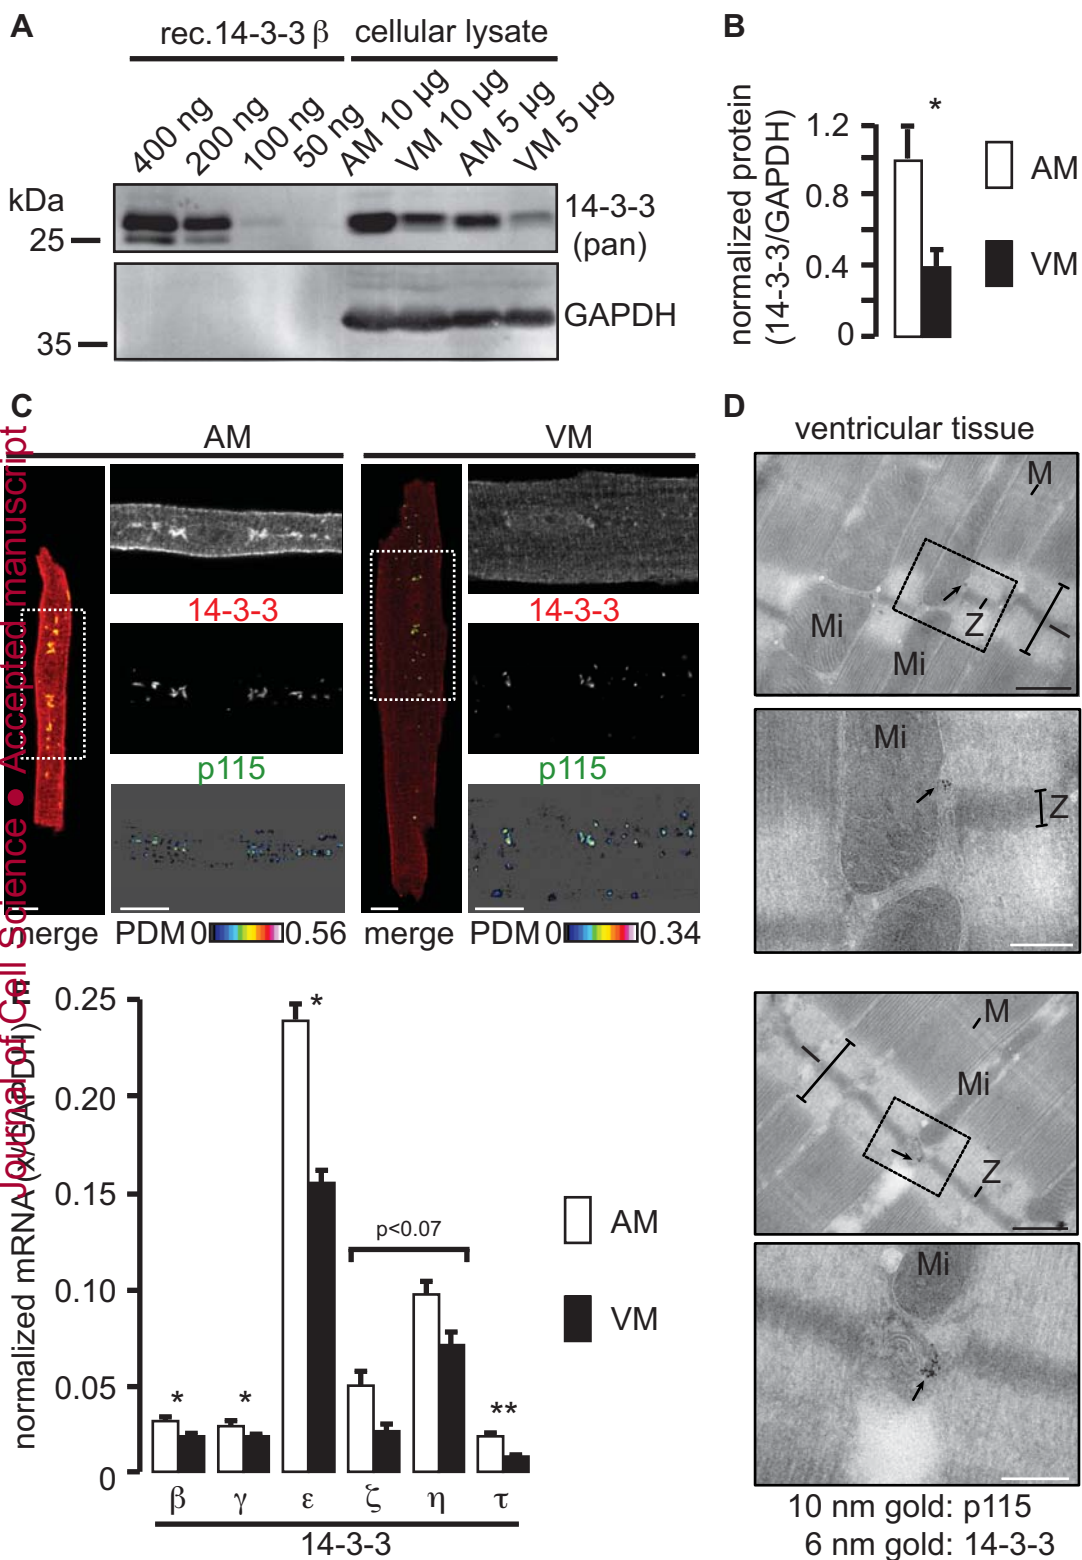 A
rec.14-3-3 β
cellular lysate
400 ng
200 ng
100 ng
50 ng
AM 10 µg
VM 10 µg
AM 5 µg
VM 5 µg
kDa
25
35
14-3-3
(pan)
GAPDH
B
normalized protein
(14-3-3/GAPDH)
1.2
0.8
0.4
0
*
AM
VM
C
AM
VM
14-3-3
14-3-3
p115
p115
merge
PDM 0 0.56
merge
PDM 0 0.34
D
ventricular tissue
M
Mi
Mi
Z
I
Mi
Z
M
I
Mi
Z
Mi
10 nm gold: p115
6 nm gold: 14-3-3
E
normalized mRNA (x/GAPDH)
0.25
0.20
0.15
0.10
0.05
0
*
*
*
p<0.07
**
β γ ε ζ η τ
14-3-3
AM
VM
Journal of Cell Science ● Accepted manuscript